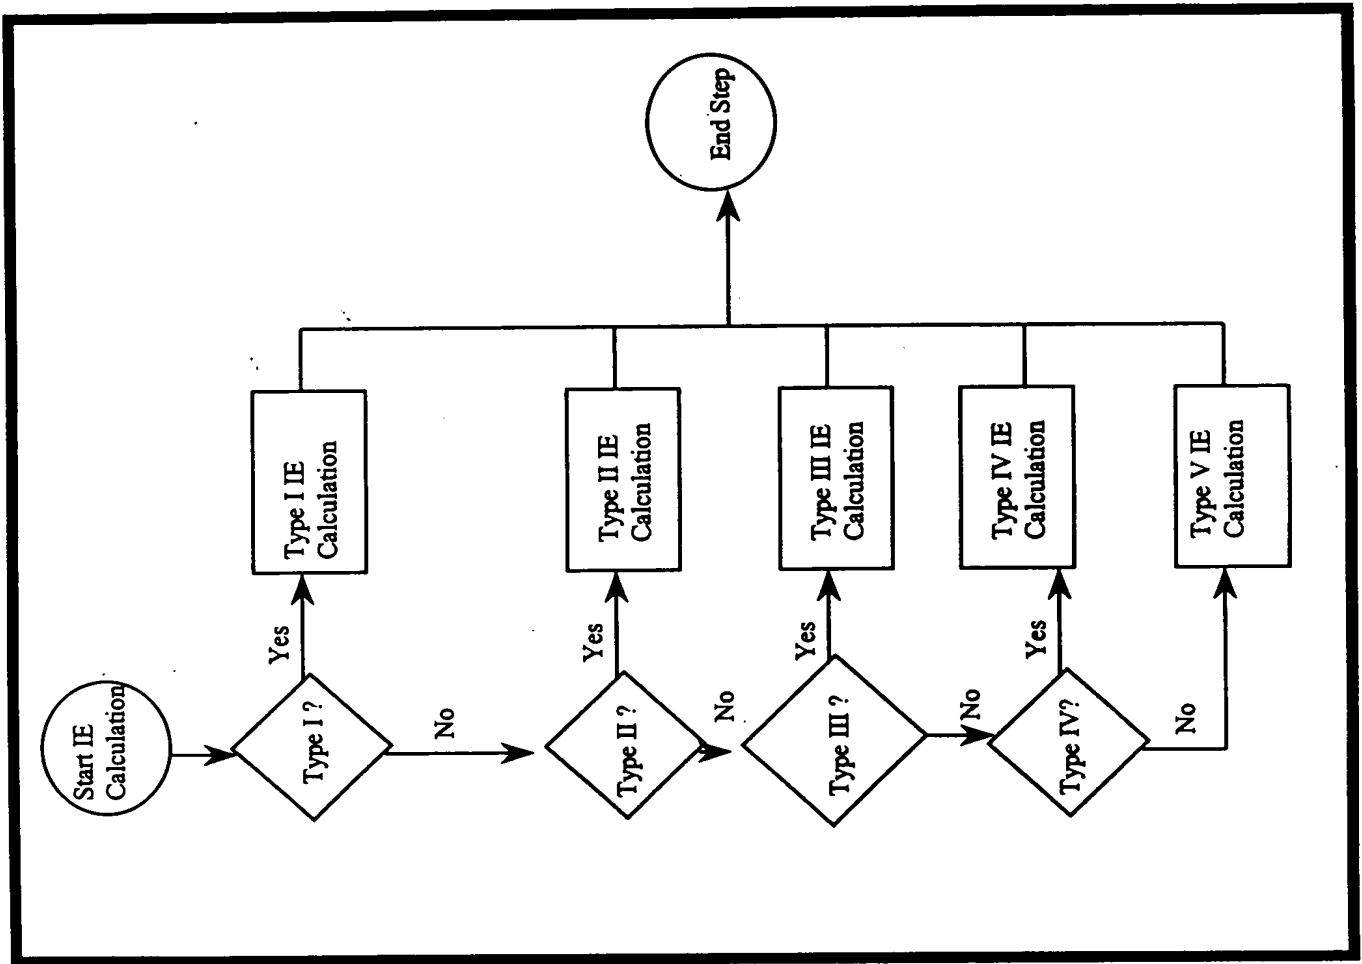 Start IE
Calculation
Type I ?
Yes
Type I IE
Calculation
No
Type II ?
Yes
Type II IE
Calculation
No
Type III ?
Yes
Type III IE
Calculation
No
Type IV?
Yes
Type IV IE
Calculation
No
Type V IE
Calculation
End Step